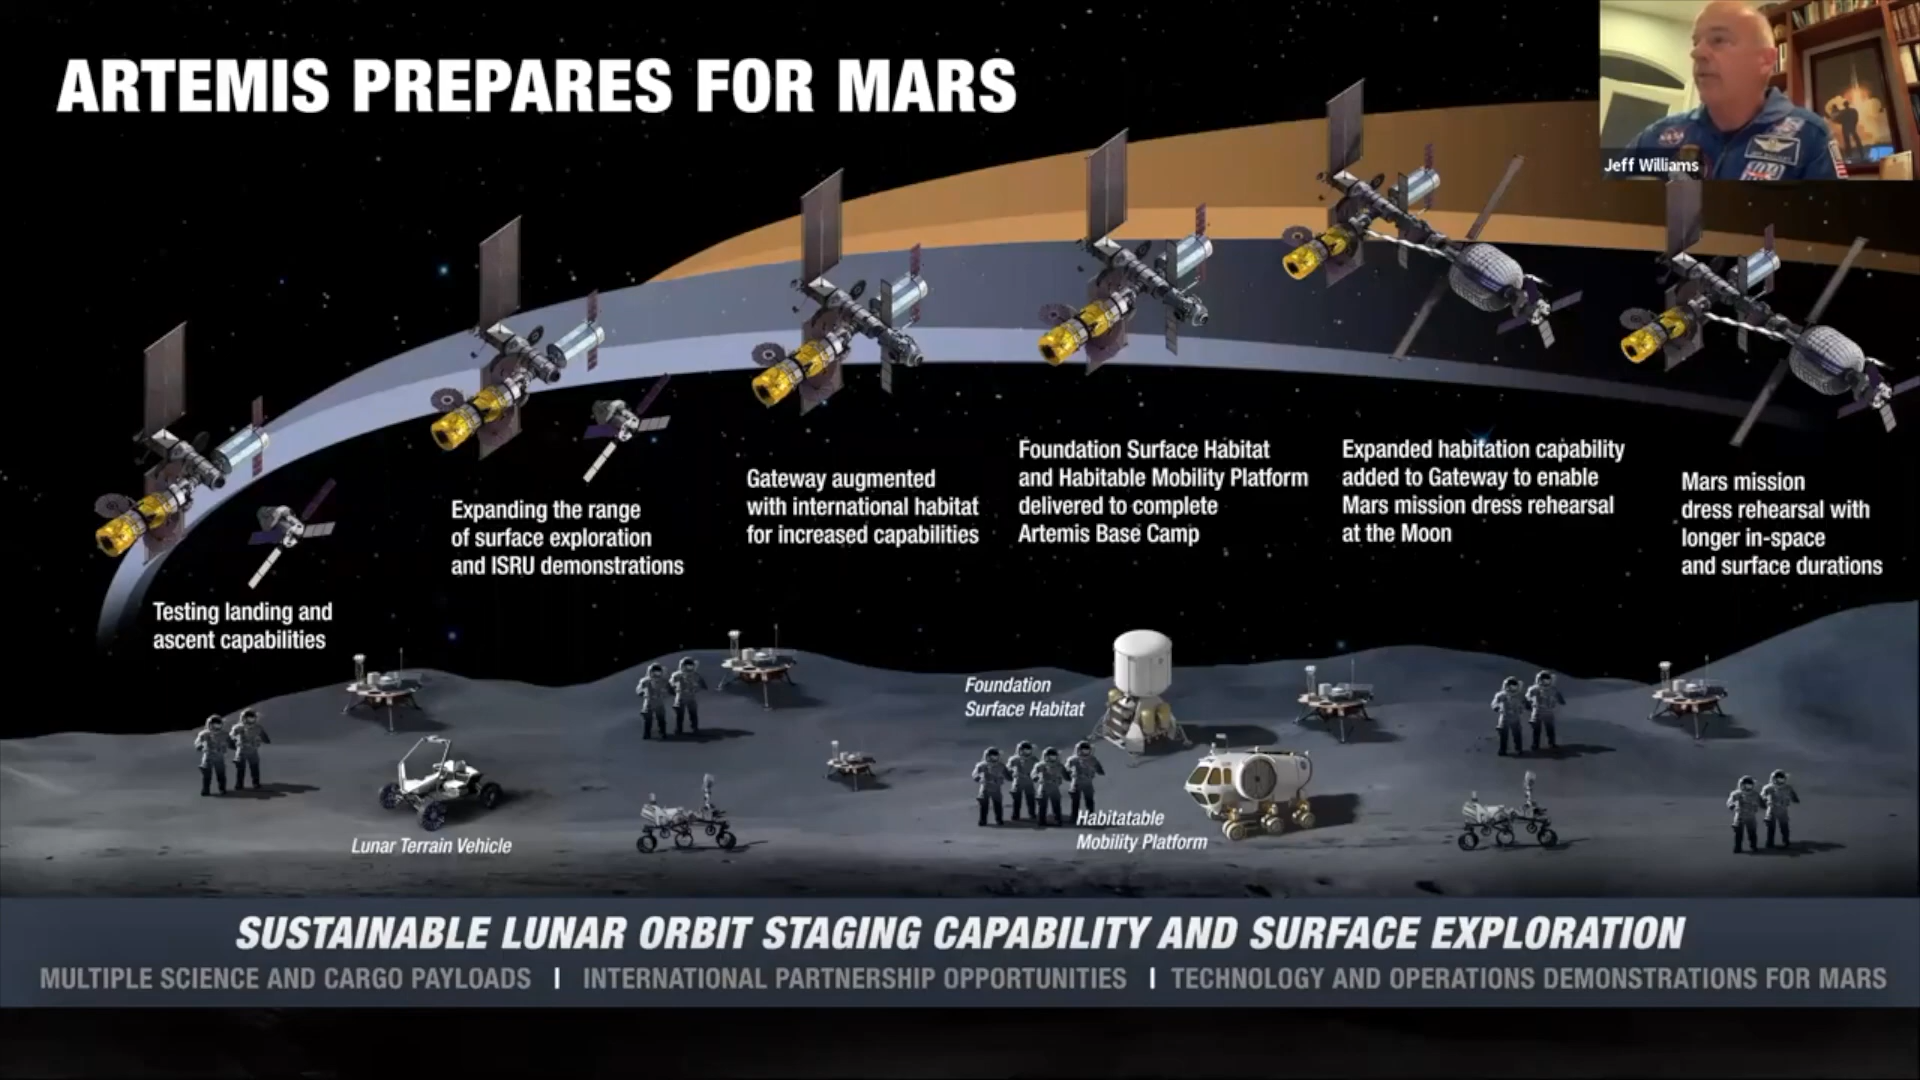 ARTEMIS PREPARES FOR MARS
Jeff Williams
Testing landing and
ascent capabilities
Expanding the range
of surface exploration
and ISRU demonstrations
Gateway augmented
with international habitat
for increased capabilities
Foundation Surface Habitat
and Habitable Mobility Platform
delivered to complete
Artemis Base Camp
Expanded habitation capability
added to Gateway to enable
Mars mission dress rehearsal
at the Moon
Mars mission
dress rehearsal with
longer in-space
and surface durations
Foundation
Surface Habitat
Lunar Terrain Vehicle
Habitatable
Mobility Platform
SUSTAINABLE LUNAR ORBIT STAGING CAPABILITY AND SURFACE EXPLORATION
MULTIPLE SCIENCE AND CARGO PAYLOADS | INTERNATIONAL PARTNERSHIP OPPORTUNITIES | TECHNOLOGY AND OPERATIONS DEMONSTRATIONS FOR MARS